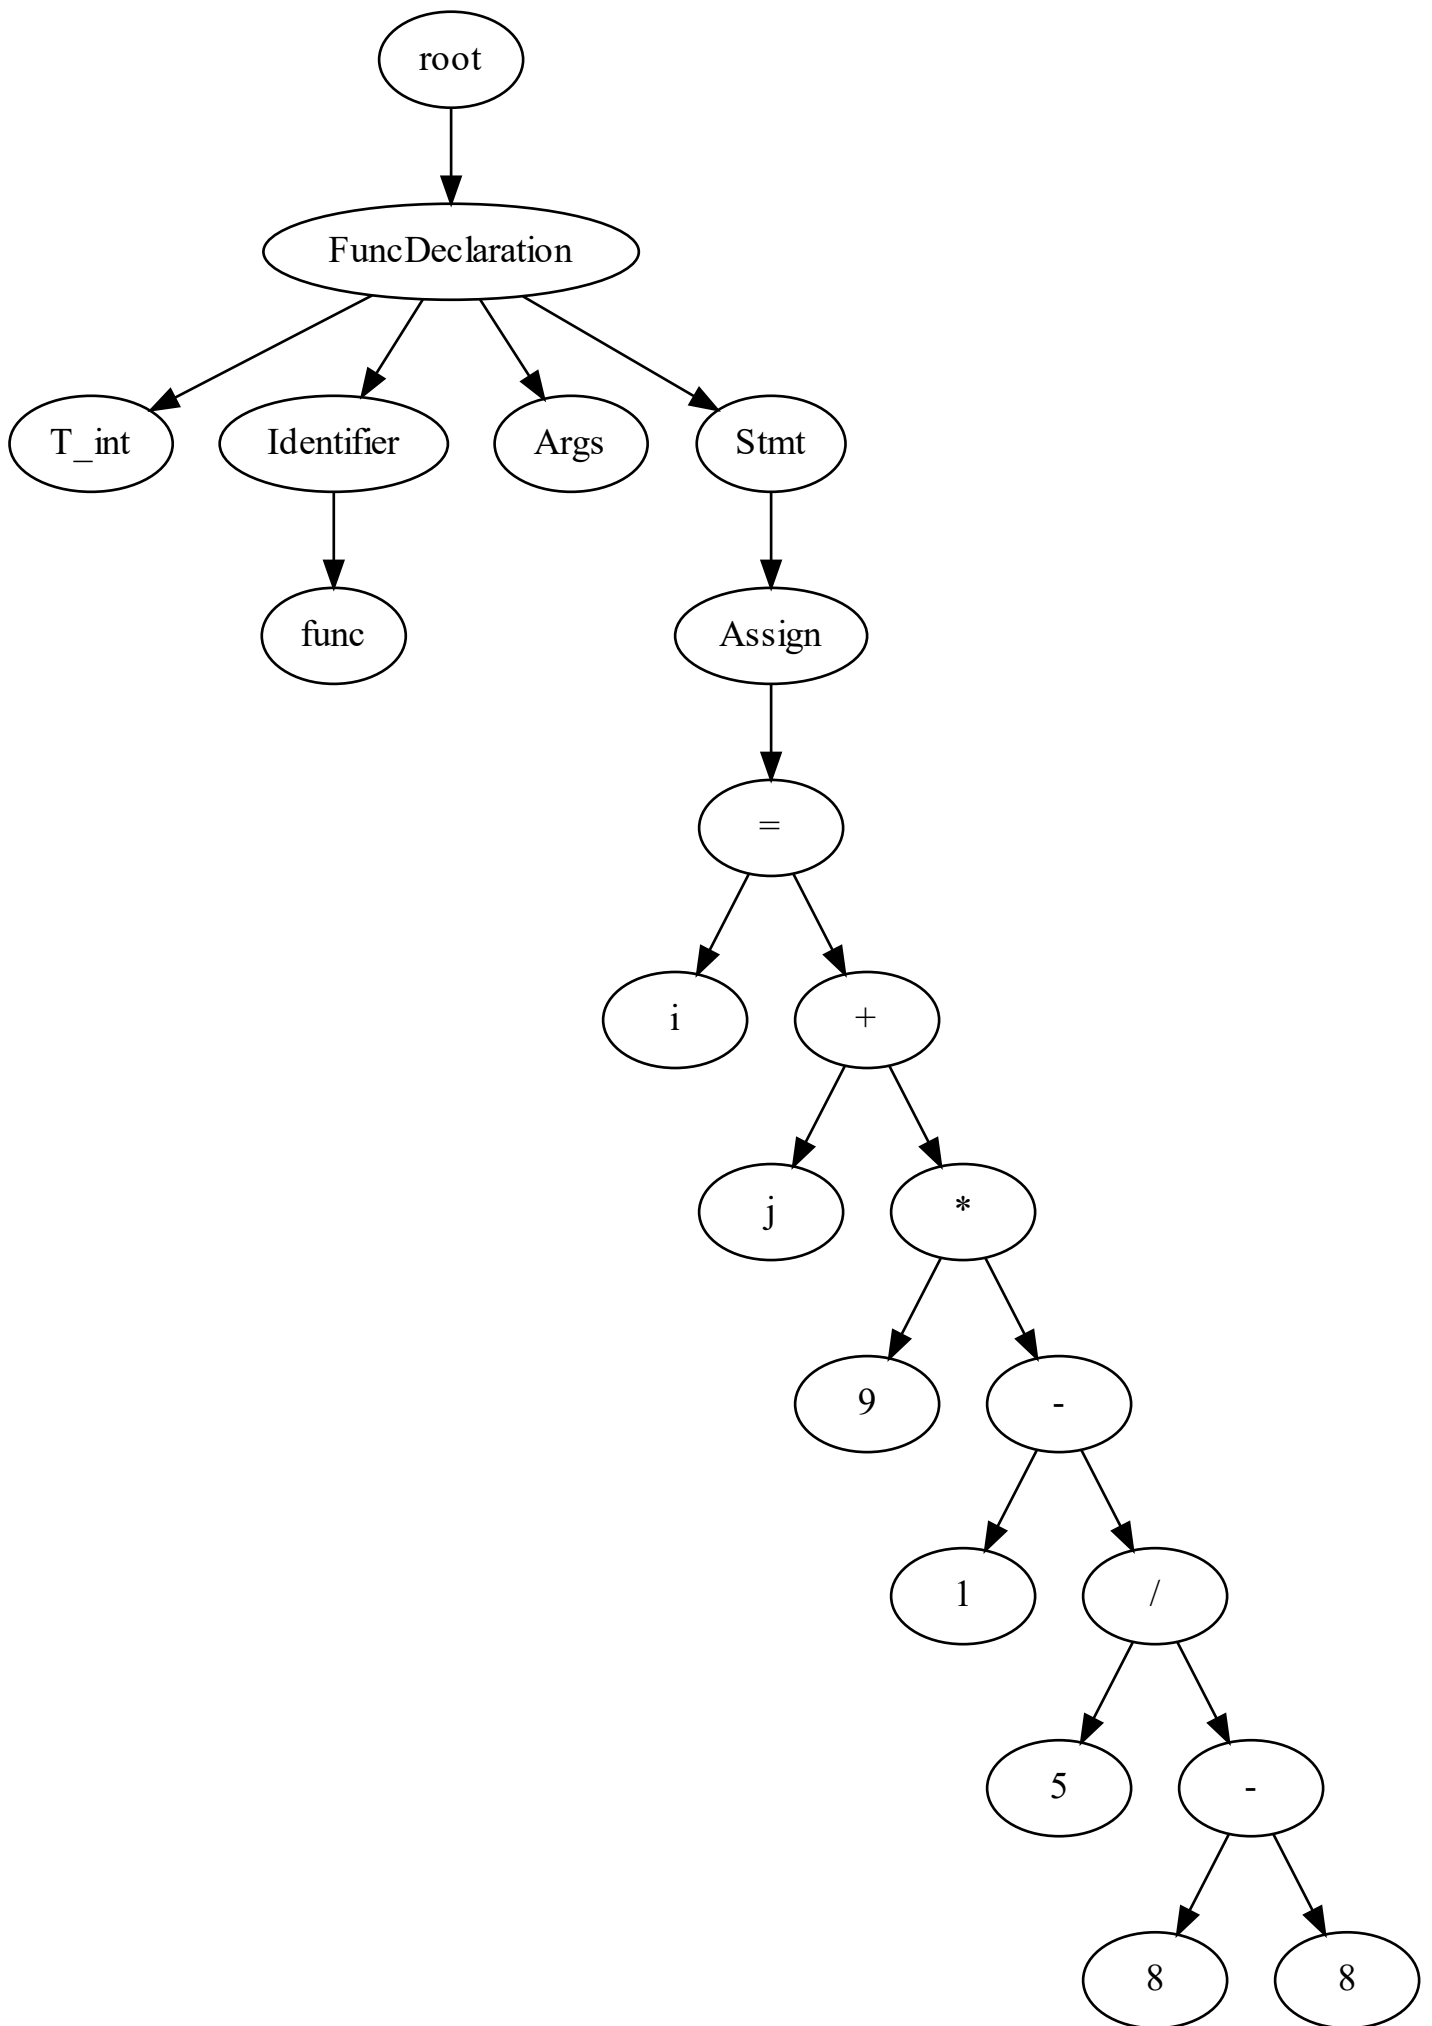 root
FuncDeclaration
T_int Identifier Args Stmt
func Assign
=
i +
j *
9 -
1 /
5 -
8 8